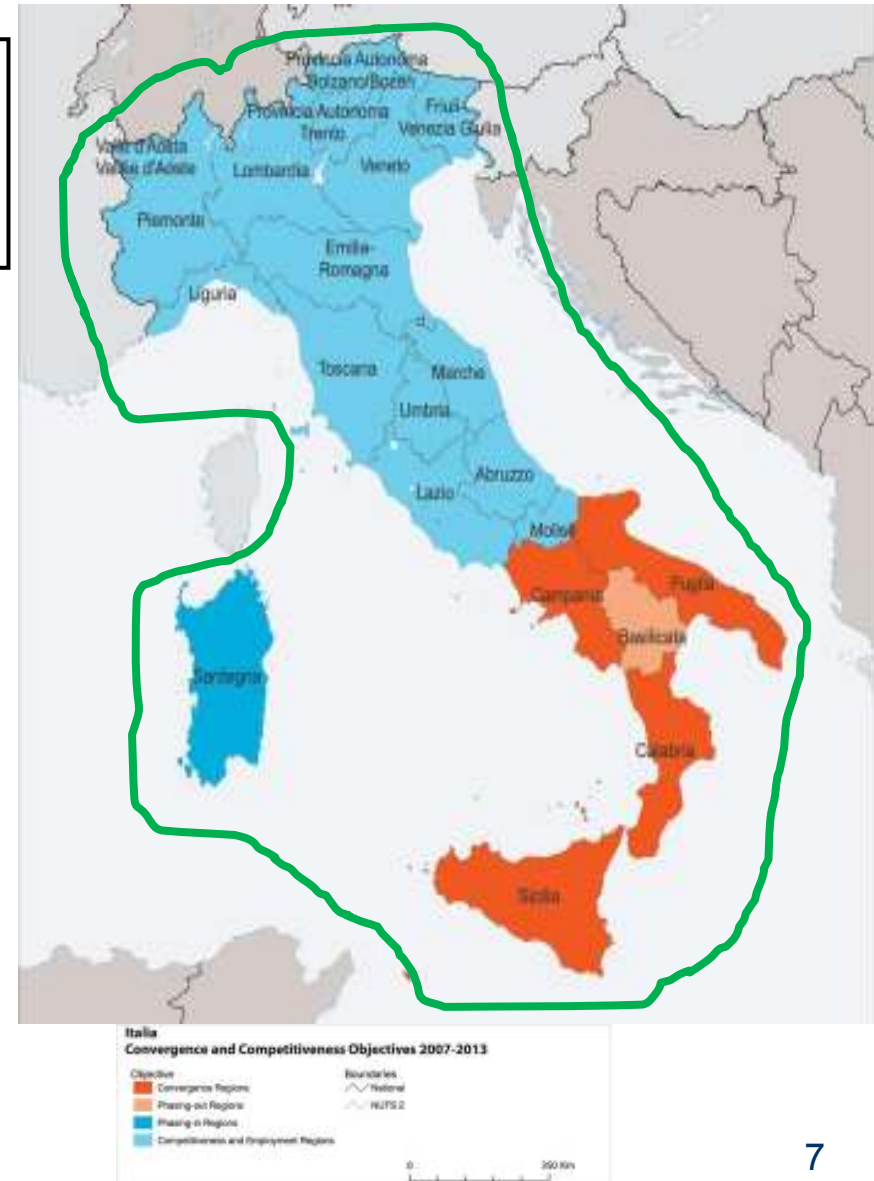 Provincia Autonoma
Bolzano/Bozen
Provincia Autonoma
Trento
Friuli-
Venezia Giulia
Valle d'Aosta
Vallée d'Aoste
Lombardia
Veneto
Piemonte
Emilia-
Romagna
Liguria
Toscana
Marche
Umbria
Abruzzo
Lazio
Molise
Campania
Puglia
Basilicata
Sardegna
Calabria
Sicilia
Italia
Convergence and Competitiveness Objectives 2007-2013
Objective
Convergence Regions
Phasing-out Regions
Phasing-in Regions
Competitiveness and Employment Regions
Boundaries
National
NUTS 2
0 350 Km
7